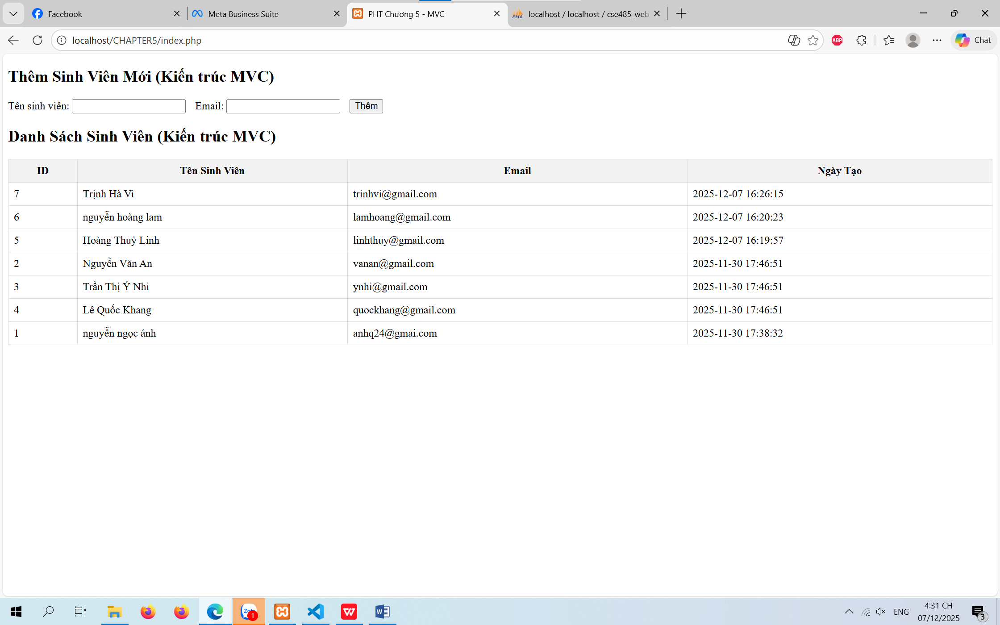 Facebook
Meta Business Suite
PHT Chương 5 - MVC
localhost / localhost / cse485_web
localhost/CHAPTER5/index.php
ABP
Chat
Thêm Sinh Viên Mới (Kiến trúc MVC)
Tên sinh viên: Email: Thêm
Danh Sách Sinh Viên (Kiến trúc MVC)
ID Tên Sinh Viên Email Ngày Tạo
7 Trịnh Hà Vi trinhvi@gmail.com 2025-12-07 16:26:15
6 nguyễn hoàng lam lamhoang@gmail.com 2025-12-07 16:20:23
5 Hoàng Thuỳ Linh linhthuy@gmail.com 2025-12-07 16:19:57
2 Nguyễn Văn An vanan@gmail.com 2025-11-30 17:46:51
3 Trần Thị Ý Nhi ynhi@gmail.com 2025-11-30 17:46:51
4 Lê Quốc Khang quockhang@gmail.com 2025-11-30 17:46:51
1 nguyễn ngọc ánh anhq24@gmai.com 2025-11-30 17:38:32
1
ENG
4:31 CH
07/12/2025
3